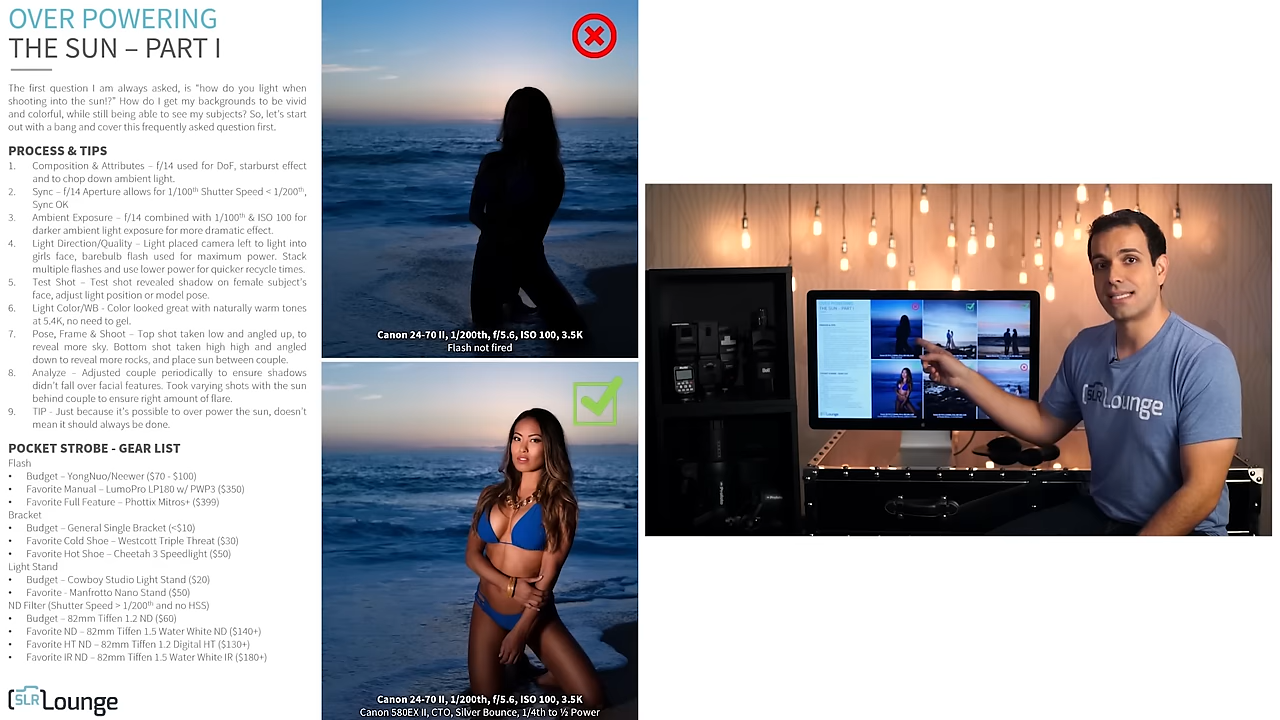 OVER POWERING
THE SUN – PART I
The first question I am always asked, is "how do you light when
shooting into the sun!?" How do I get my backgrounds to be vivid
and colorful, while still being able to see my subjects? So, let's start
out with a bang and cover this frequently asked question first.
PROCESS & TIPS
1. Composition & Attributes – f/14 used for DoF, starburst effect
and to chop down ambient light.
2. Sync – f/14 Aperture allows for 1/100th Shutter Speed < 1/200th,
Sync OK
3. Ambient Exposure – f/14 combined with 1/100th & ISO 100 for
darker ambient light exposure for more dramatic effect.
4. Light Direction/Quality – Light placed camera left to light into
girls face, barebulb flash used for maximum power. Stack
multiple flashes and use lower power for quicker recycle times.
5. Test Shot – Test shot revealed shadow on female subject's
face, adjust light position or model pose.
6. Light Color/WB - Color looked great with naturally warm tones
at 5.4K, no need to gel.
7. Pose, Frame & Shoot – Top shot taken low and angled up, to
reveal more sky. Bottom shot taken high high and angled
down to reveal more rocks, and place sun between couple.
8. Analyze – Adjusted couple periodically to ensure shadows
didn't fall over facial features. Took varying shots with the sun
behind couple to ensure right amount of flare.
9. TIP - Just because it's possible to over power the sun, doesn't
mean it should always be done.
POCKET STROBE - GEAR LIST
Flash
• Budget – YongNuo/Neewer ($70 - $100)
• Favorite Manual – LumoPro LP180 w/ PWP3 ($350)
• Favorite Full Feature – Phottix Mitros+ ($399)
Bracket
• Budget – General Single Bracket (<$10)
• Favorite Cold Shoe – Westcott Triple Threat ($30)
• Favorite Hot Shoe – Cheetah 3 Speedlight ($50)
Light Stand
• Budget – Cowboy Studio Light Stand ($20)
• Favorite - Manfrotto Nano Stand ($50)
ND Filter (Shutter Speed > 1/200th and no HSS)
• Budget – 82mm Tiffen 1.2 ND ($60)
• Favorite ND – 82mm Tiffen 1.5 Water White ND ($140+)
• Favorite HT ND – 82mm Tiffen 1.2 Digital HT ($130+)
• Favorite IR ND – 82mm Tiffen 1.5 Water White IR ($180+)
SLR Lounge
Canon 24-70 II, 1/200th, f/5.6, ISO 100, 3.5K
Flash not fired
Canon 24-70 II, 1/200th, f/5.6, ISO 100, 3.5K
Canon 580EX II, CTO, Silver Bounce, 1/4th to ½ Power
OVER POWERING
THE SUN – PART I
Lounge
SLR Lounge